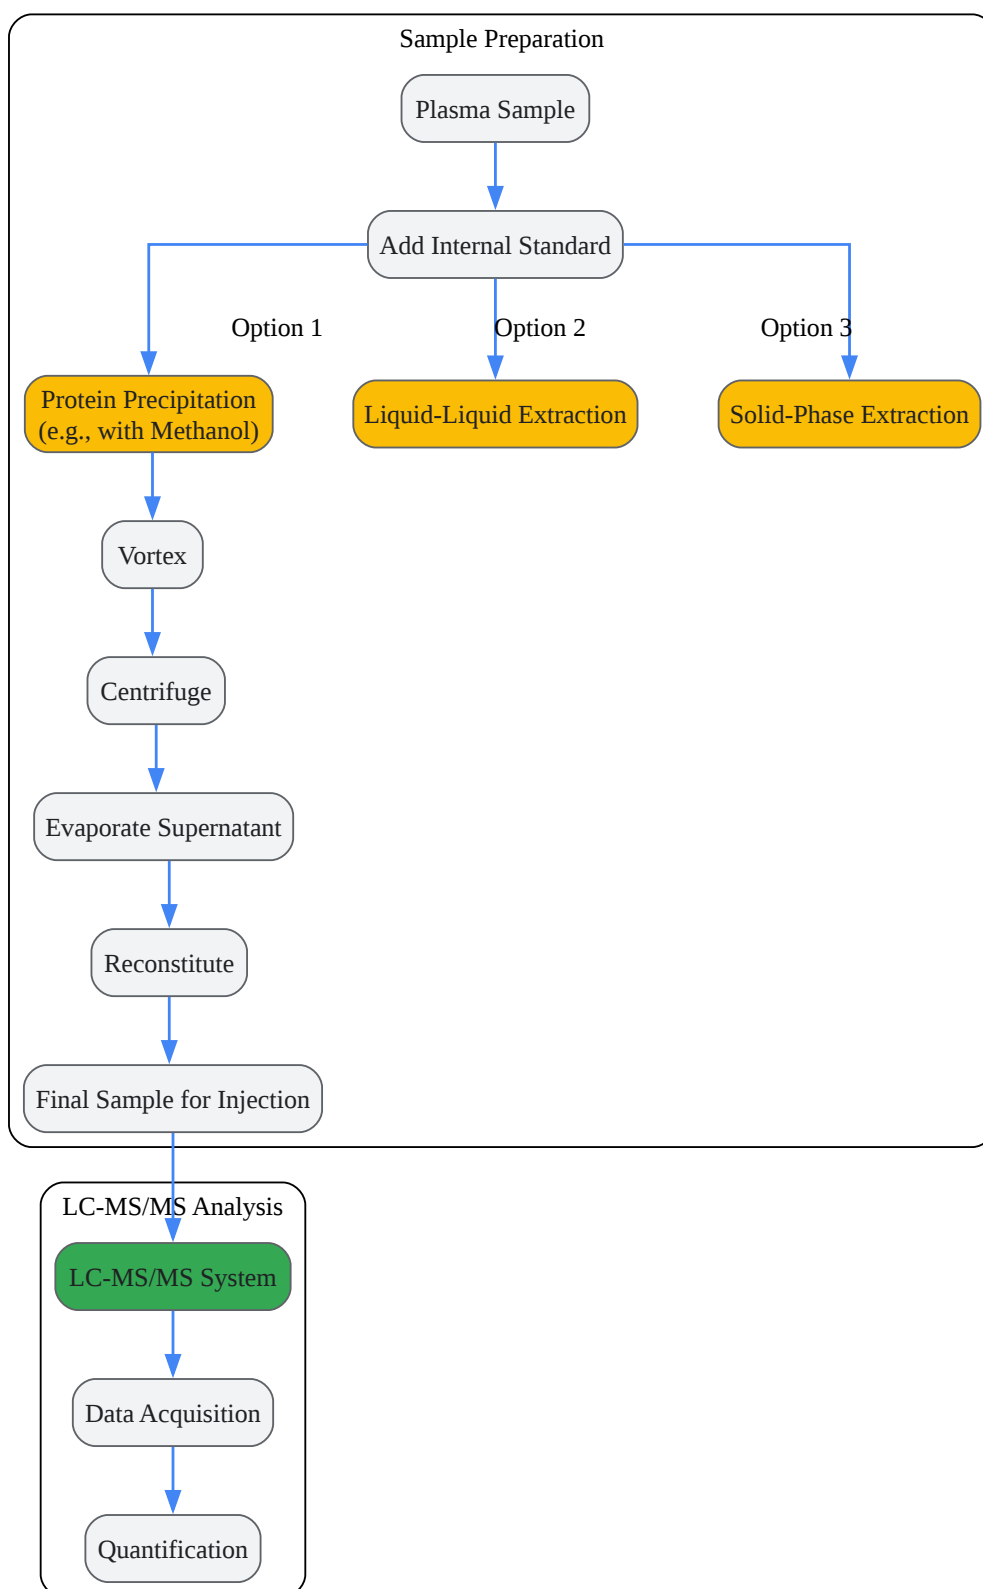 Sample Preparation
Plasma Sample
Add Internal Standard
Option 1
Option 2
Option 3
Protein Precipitation
(e.g., with Methanol)
Liquid-Liquid Extraction
Solid-Phase Extraction
Vortex
Centrifuge
Evaporate Supernatant
Reconstitute
Final Sample for Injection
LC-MS/MS Analysis
LC-MS/MS System
Data Acquisition
Quantification